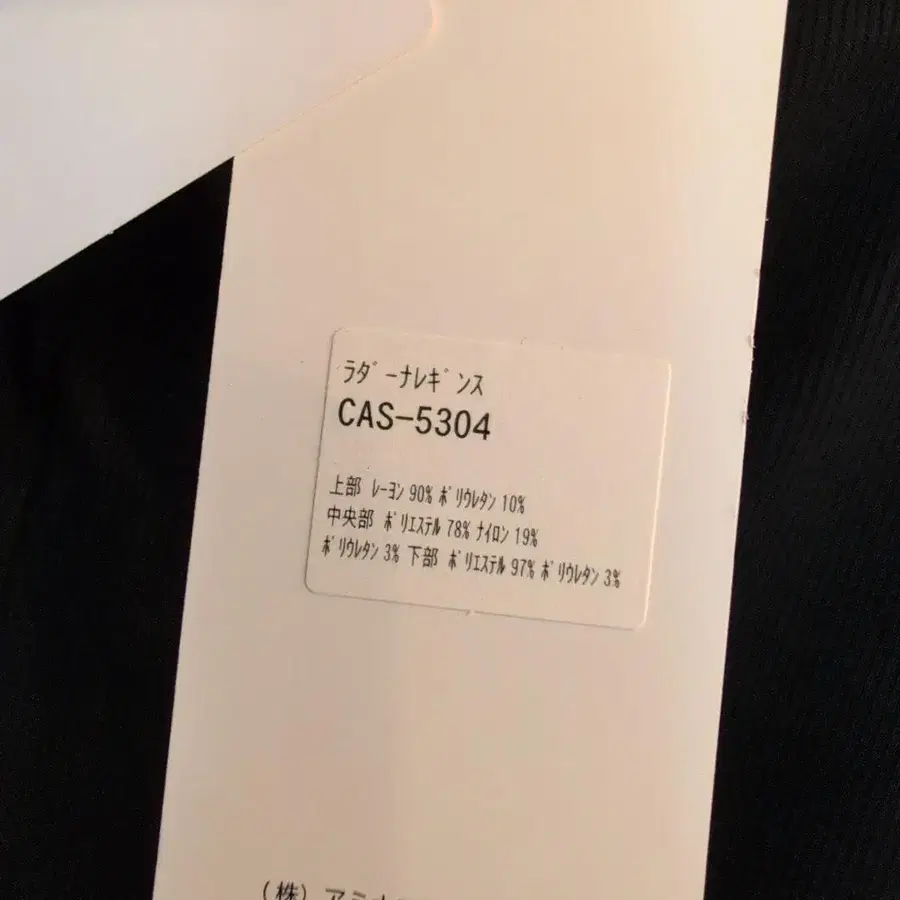 ﾗﾀﾞｰﾅﾚｷﾞﾝｽ
CAS-5304
上部 ﾚｰﾖﾝ 90% ﾎﾟﾘｳﾚﾀﾝ 10%
中央部 ﾎﾟﾘｴｽﾃﾙ 78% ﾅｲﾛﾝ 19%
ﾎﾟﾘｳﾚﾀﾝ 3% 下部 ﾎﾟﾘｴｽﾃﾙ 97% ﾎﾟﾘｳﾚﾀﾝ 3%
(株)